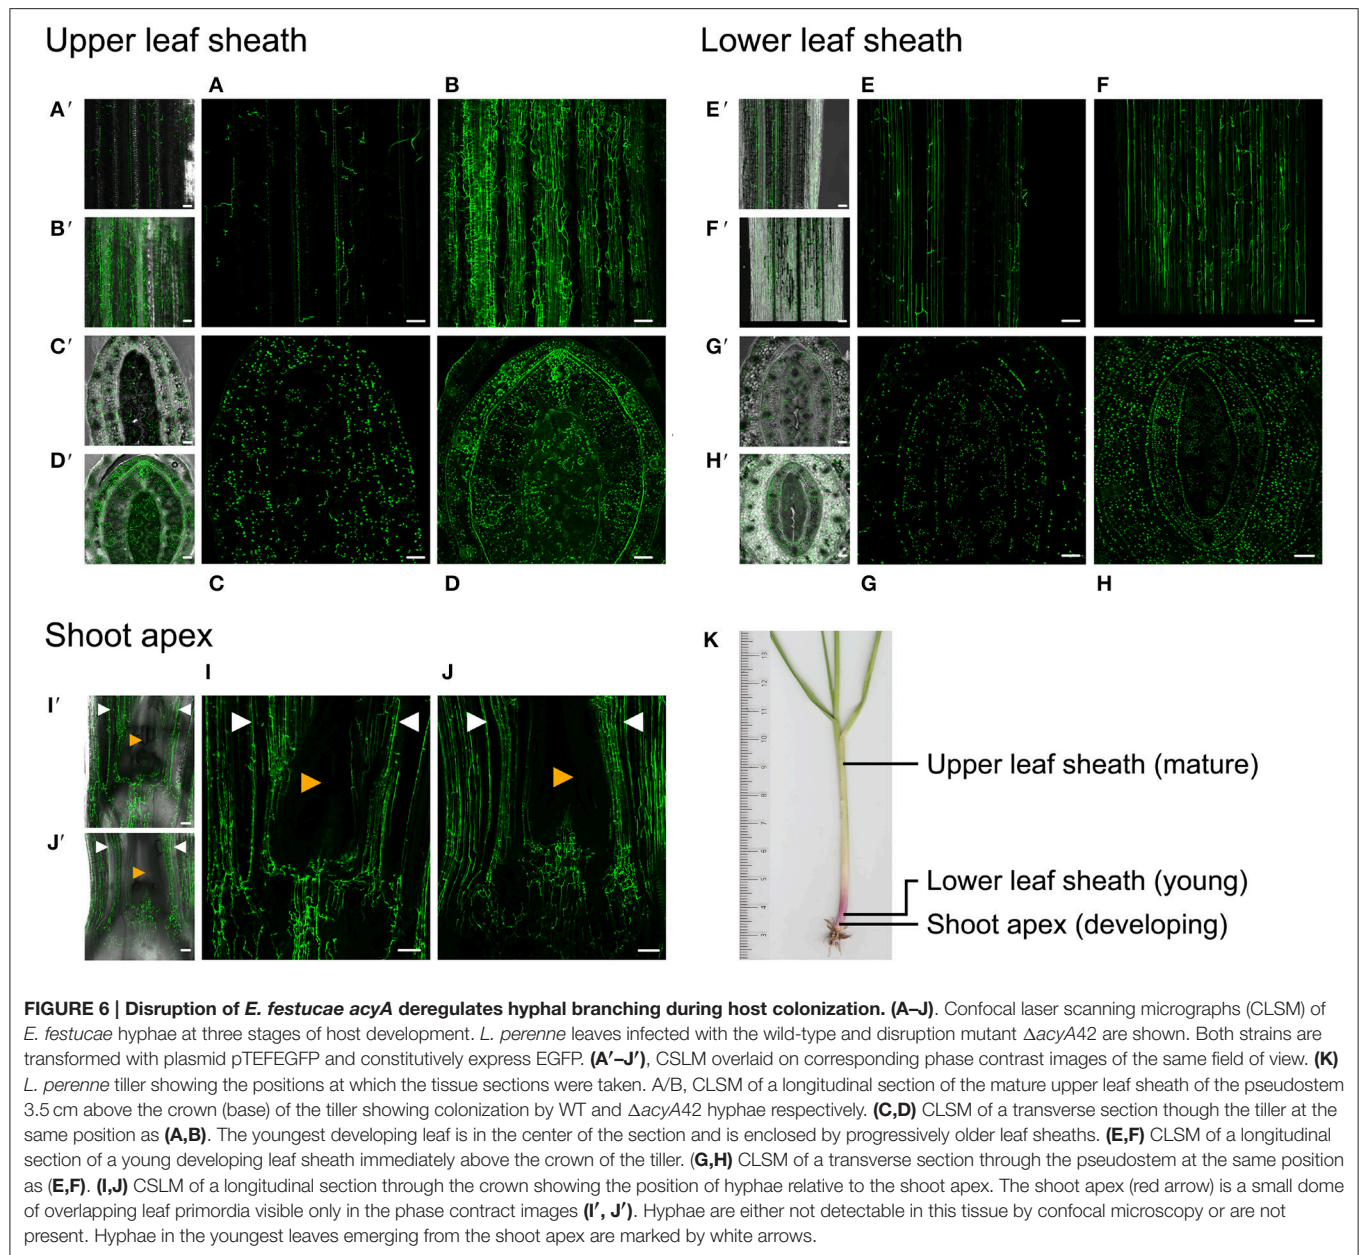 Upper leaf sheath
Lower leaf sheath
A
B
A′
B′
C′
D′
C
D
E
F
E′
F′
G′
H′
G
H
Shoot apex
I
J
I′
J′
K
13
12
11
10
9
8
7
6
5
4
3
Upper leaf sheath (mature)
Lower leaf sheath (young)
Shoot apex (developing)
FIGURE 6 | Disruption of E. festucae acyA deregulates hyphal branching during host colonization. (A–J). Confocal laser scanning micrographs (CLSM) of
E. festucae hyphae at three stages of host development. L. perenne leaves infected with the wild-type and disruption mutant ΔacyA42 are shown. Both strains are
transformed with plasmid pTEFEGFP and constitutively express EGFP. (A′–J′), CSLM overlaid on corresponding phase contrast images of the same field of view. (K)
L. perenne tiller showing the positions at which the tissue sections were taken. A/B, CLSM of a longitudinal section of the mature upper leaf sheath of the pseudostem
3.5 cm above the crown (base) of the tiller showing colonization by WT and ΔacyA42 hyphae respectively. (C,D) CLSM of a transverse section though the tiller at the
same position as (A,B). The youngest developing leaf is in the center of the section and is enclosed by progressively older leaf sheaths. (E,F) CLSM of a longitudinal
section of a young developing leaf sheath immediately above the crown of the tiller. (G,H) CLSM of a transverse section through the pseudostem at the same position
as (E,F). (I,J) CSLM of a longitudinal section through the crown showing the position of hyphae relative to the shoot apex. The shoot apex (red arrow) is a small dome
of overlapping leaf primordia visible only in the phase contract images (I′, J′). Hyphae are either not detectable in this tissue by confocal microscopy or are not
present. Hyphae in the youngest leaves emerging from the shoot apex are marked by white arrows.